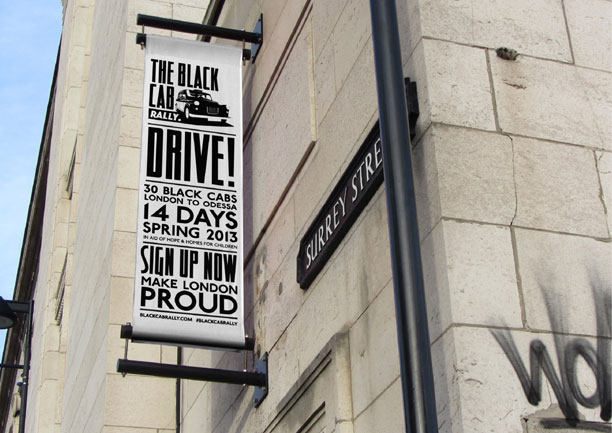 THE BLACK
CAB
RALLY.
DRIVE!
30 BLACK CABS
LONDON TO ODESSA
14 DAYS
SPRING 2013
IN AID OF HOPE & HOMES FOR CHILDREN
SIGN UP NOW
MAKE LONDON
PROUD
BLACKCABRALLY.COM #BLACKCABRALLY
SURREY STRE